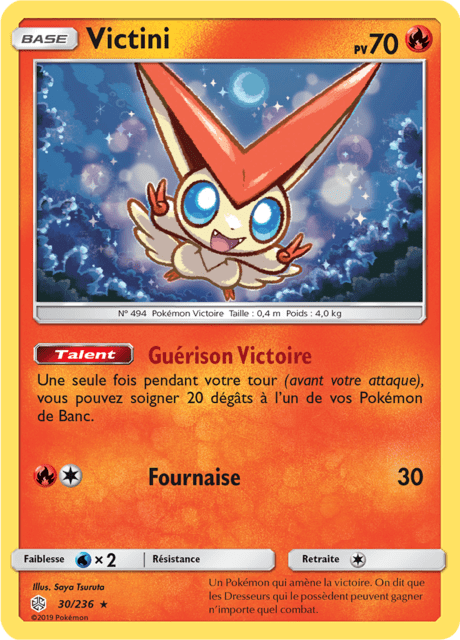 BASE Victini PV 70
N° 494 Pokémon Victoire Taille : 0,4 m Poids : 4,0 kg
Talent Guérison Victoire
Une seule fois pendant votre tour (avant votre attaque),
vous pouvez soigner 20 dégâts à l'un de vos Pokémon
de Banc.
Fournaise 30
Faiblesse ×2 Résistance Retraite
Illus. Saya Tsuruta
30/236 ★
©2019 Pokémon
Un Pokémon qui amène la victoire. On dit que
les Dresseurs qui le possèdent peuvent gagner
n'importe quel combat.